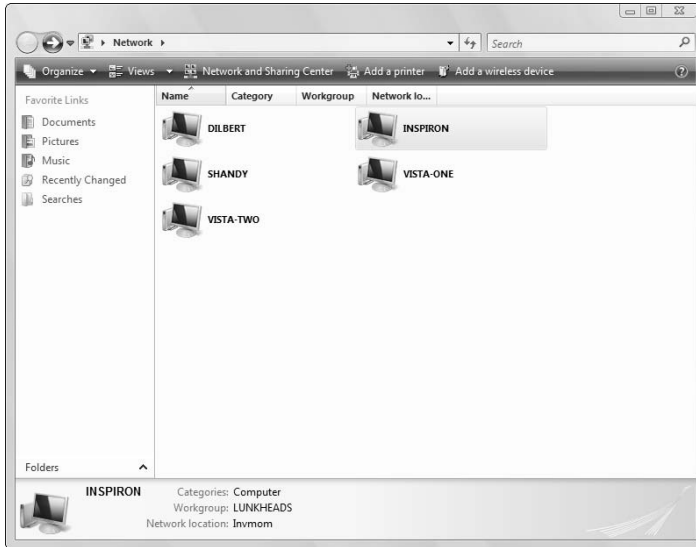 Network
Search
Organize Views Network and Sharing Center Add a printer Add a wireless device
Favorite Links
Documents
Pictures
Music
Recently Changed
Searches
Name Category Workgroup Network lo...
DILBERT INSPIRON
SHANDY VISTA-ONE
VISTA-TWO
Folders
INSPIRON Categories: Computer
Workgroup: LUNKHEADS
Network location: Invmom